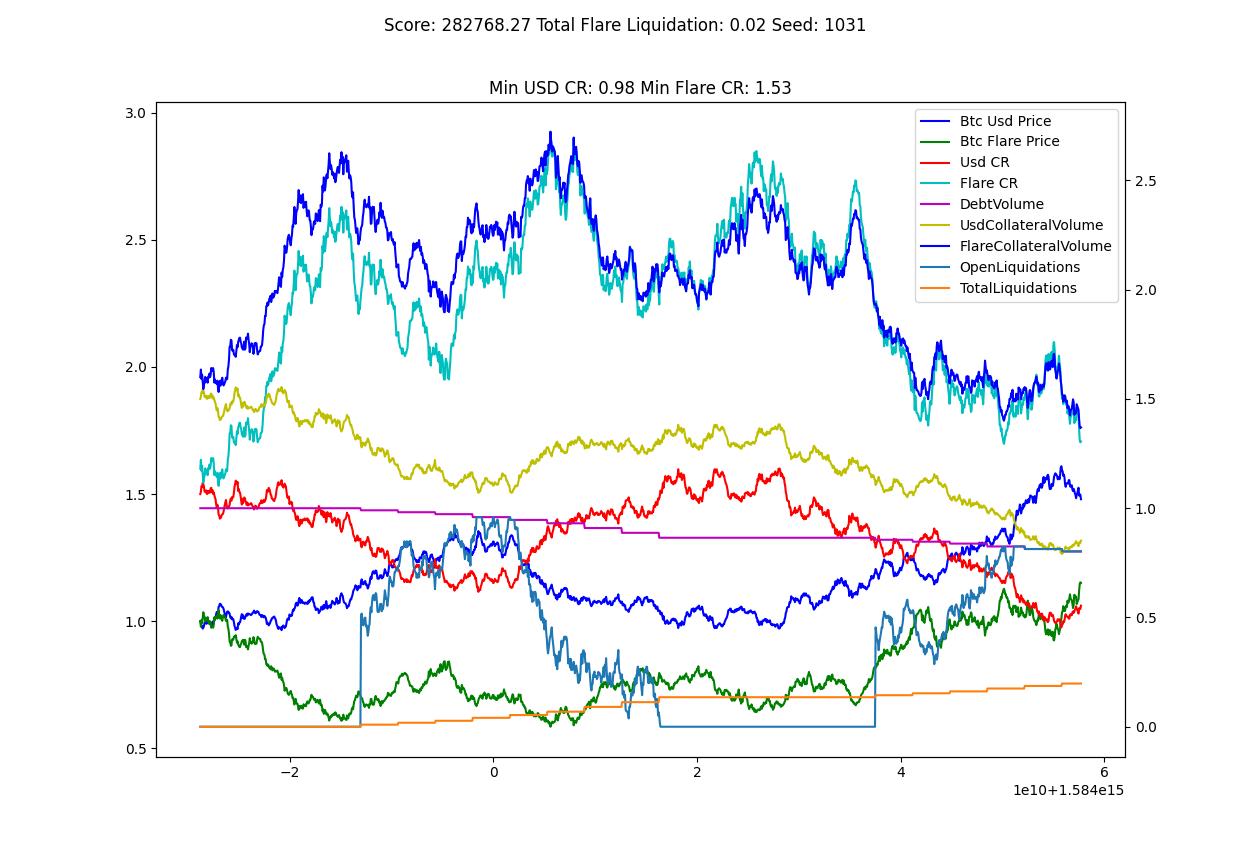 Score: 282768.27 Total Flare Liquidation: 0.02 Seed: 1031
Min USD CR: 0.98 Min Flare CR: 1.53
3.0
2.5
2.0
1.5
1.0
0.5
Btc Usd Price
Btc Flare Price
Usd CR
Flare CR
DebtVolume
UsdCollateralVolume
FlareCollateralVolume
OpenLiquidations
TotalLiquidations
2.5
2.0
1.5
1.0
0.5
0.0
−2 0 2 4 6
1e10+1.584e15